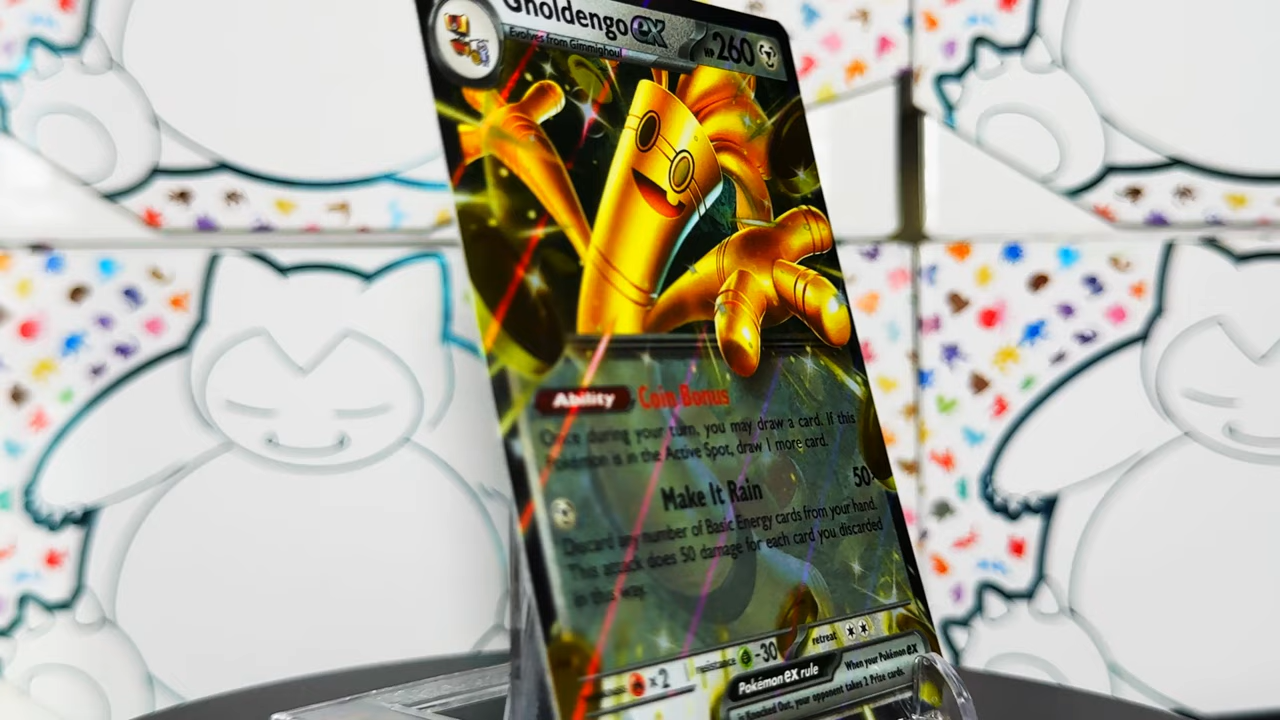 Gholdengo ex
Evolves from Gimmighoul
HP 260
Ability Coin Bonus
Once during your turn, you may draw a card. If this
Pokémon is in the Active Spot, draw 1 more card.
Make It Rain 50×
Discard any number of Basic Energy cards from your hand.
This attack does 50 damage for each card you discarded
in this way.
×2 resistance -30 retreat
Pokémon ex rule When your Pokémon ex
is Knocked Out, your opponent takes 2 Prize cards.